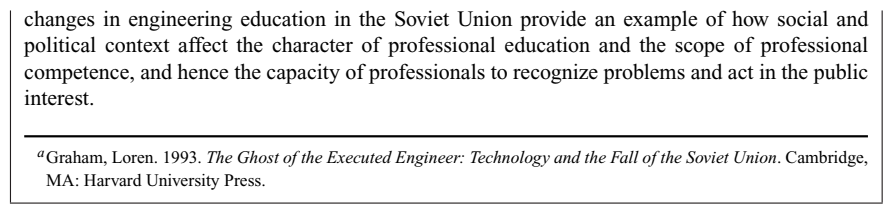 changes in engineering education in the Soviet Union provide an example of how social and
political context affect the character of professional education and the scope of professional
competence, and hence the capacity of professionals to recognize problems and act in the public
interest.
aGraham, Loren. 1993. The Ghost of the Executed Engineer: Technology and the Fall of the Soviet Union. Cambridge,
MA: Harvard University Press.